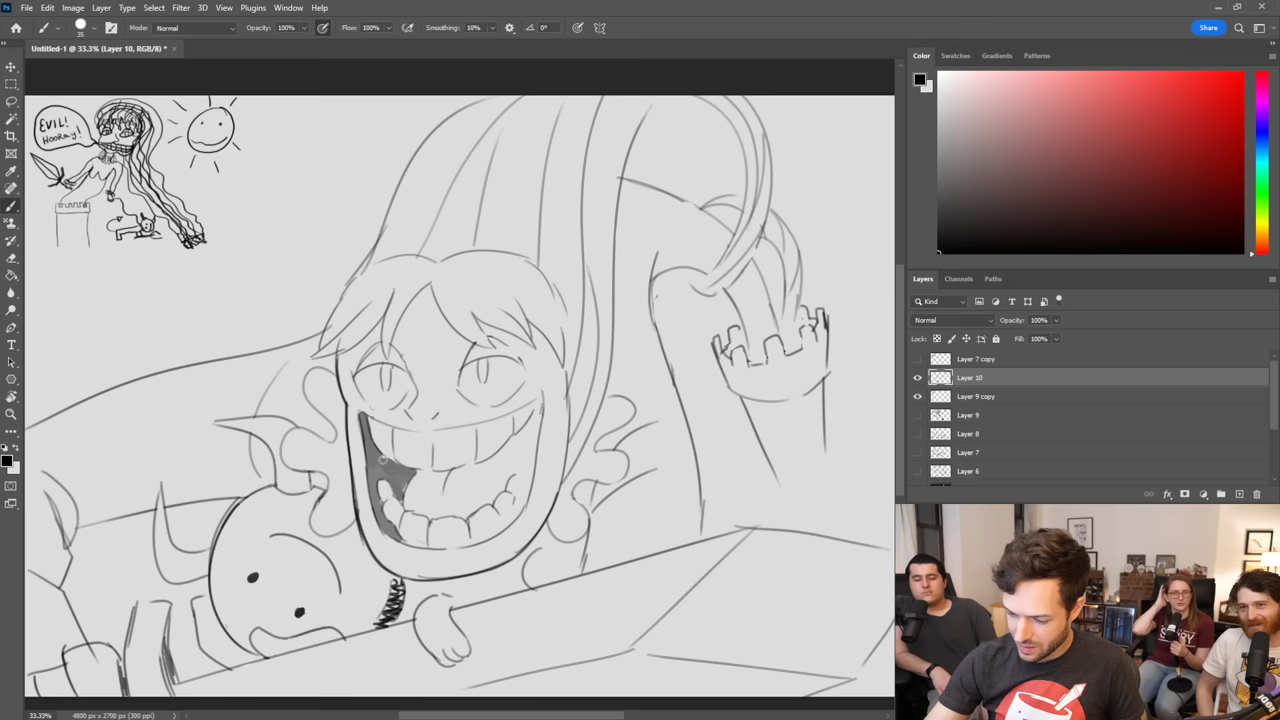 File Edit Image Layer Type Select Filter 3D View Plugins Window Help
35 Mode: Normal Opacity: 100% Flow: 100% Smoothing: 10% 0° Share
Untitled-1 @ 33.3% (Layer 10, RGB/8) * ×
Color Swatches Gradients Patterns
EVIL!
HOORAY!
Layers Channels Paths
Kind
Normal Opacity: 100%
Lock: Fill: 100%
Layer 7 copy
Layer 10
Layer 9 copy
Layer 9
Layer 8
Layer 7
Layer 6
fx
33.33% 4800 px x 2700 px (300 ppi)